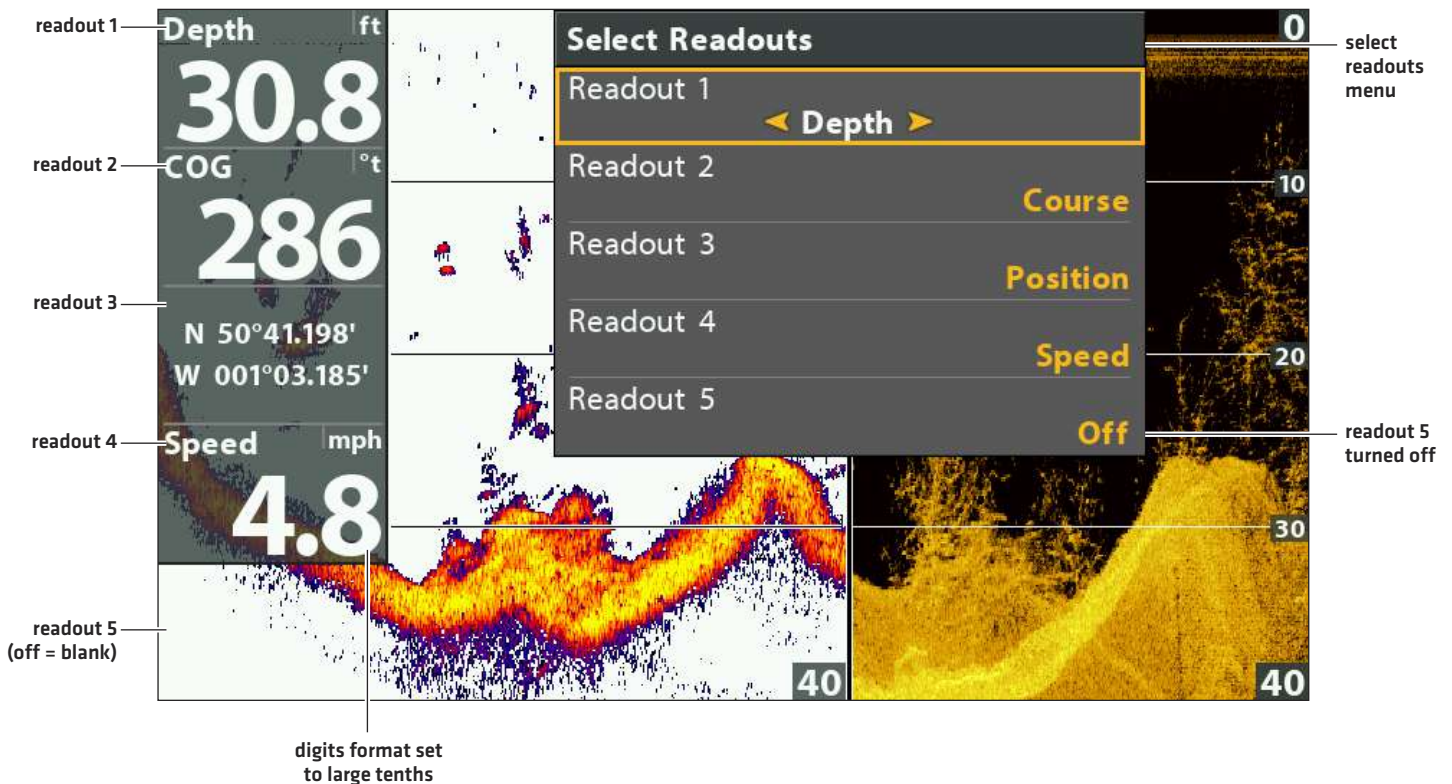 readout 1
Depth ft
30.8
readout 2
COG °t
286
readout 3
N 50°41.198'
W 001°03.185'
readout 4
Speed mph
4.8
readout 5
(off = blank)
digits format set
to large tenths
Select Readouts
Readout 1
Depth
Readout 2
Course
Readout 3
Position
Readout 4
Speed
Readout 5
Off
select
readouts
menu
readout 5
turned off
40
0
10
20
30
40